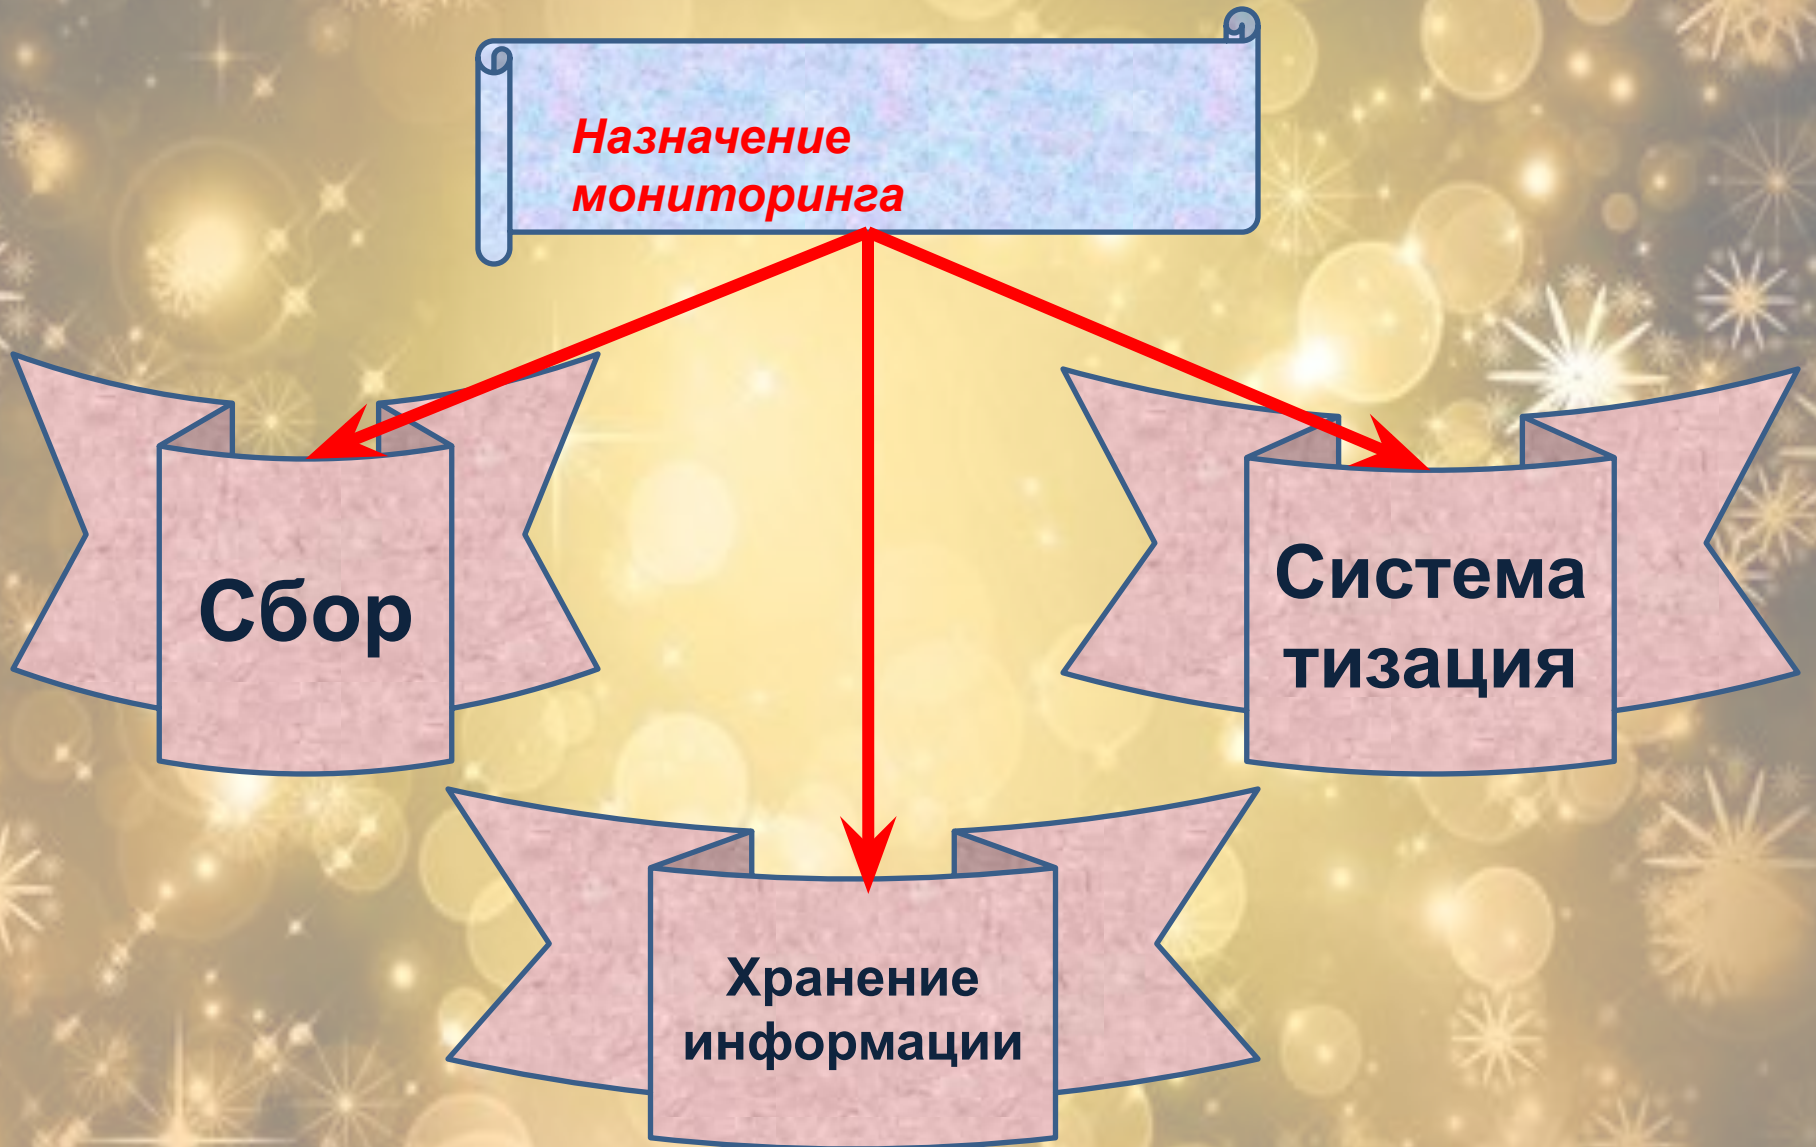 Назначение
мониторинга
Сбор
Система
тизация
Хранение
информации